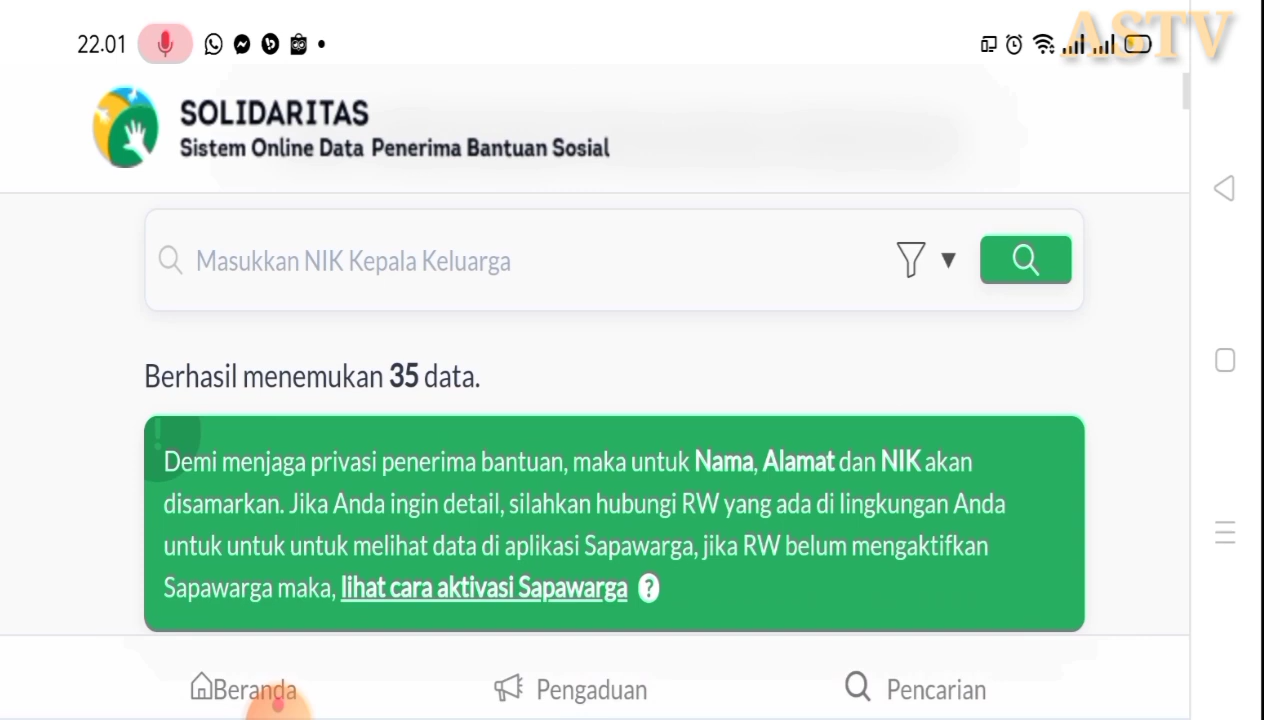 22.01
ASTV
SOLIDARITAS
Sistem Online Data Penerima Bantuan Sosial
Masukkan NIK Kepala Keluarga
Berhasil menemukan 35 data.
Demi menjaga privasi penerima bantuan, maka untuk Nama, Alamat dan NIK akan
disamarkan. Jika Anda ingin detail, silahkan hubungi RW yang ada di lingkungan Anda
untuk untuk untuk melihat data di aplikasi Sapawarga, jika RW belum mengaktifkan
Sapawarga maka, lihat cara aktivasi Sapawarga ?
Beranda Pengaduan Pencarian